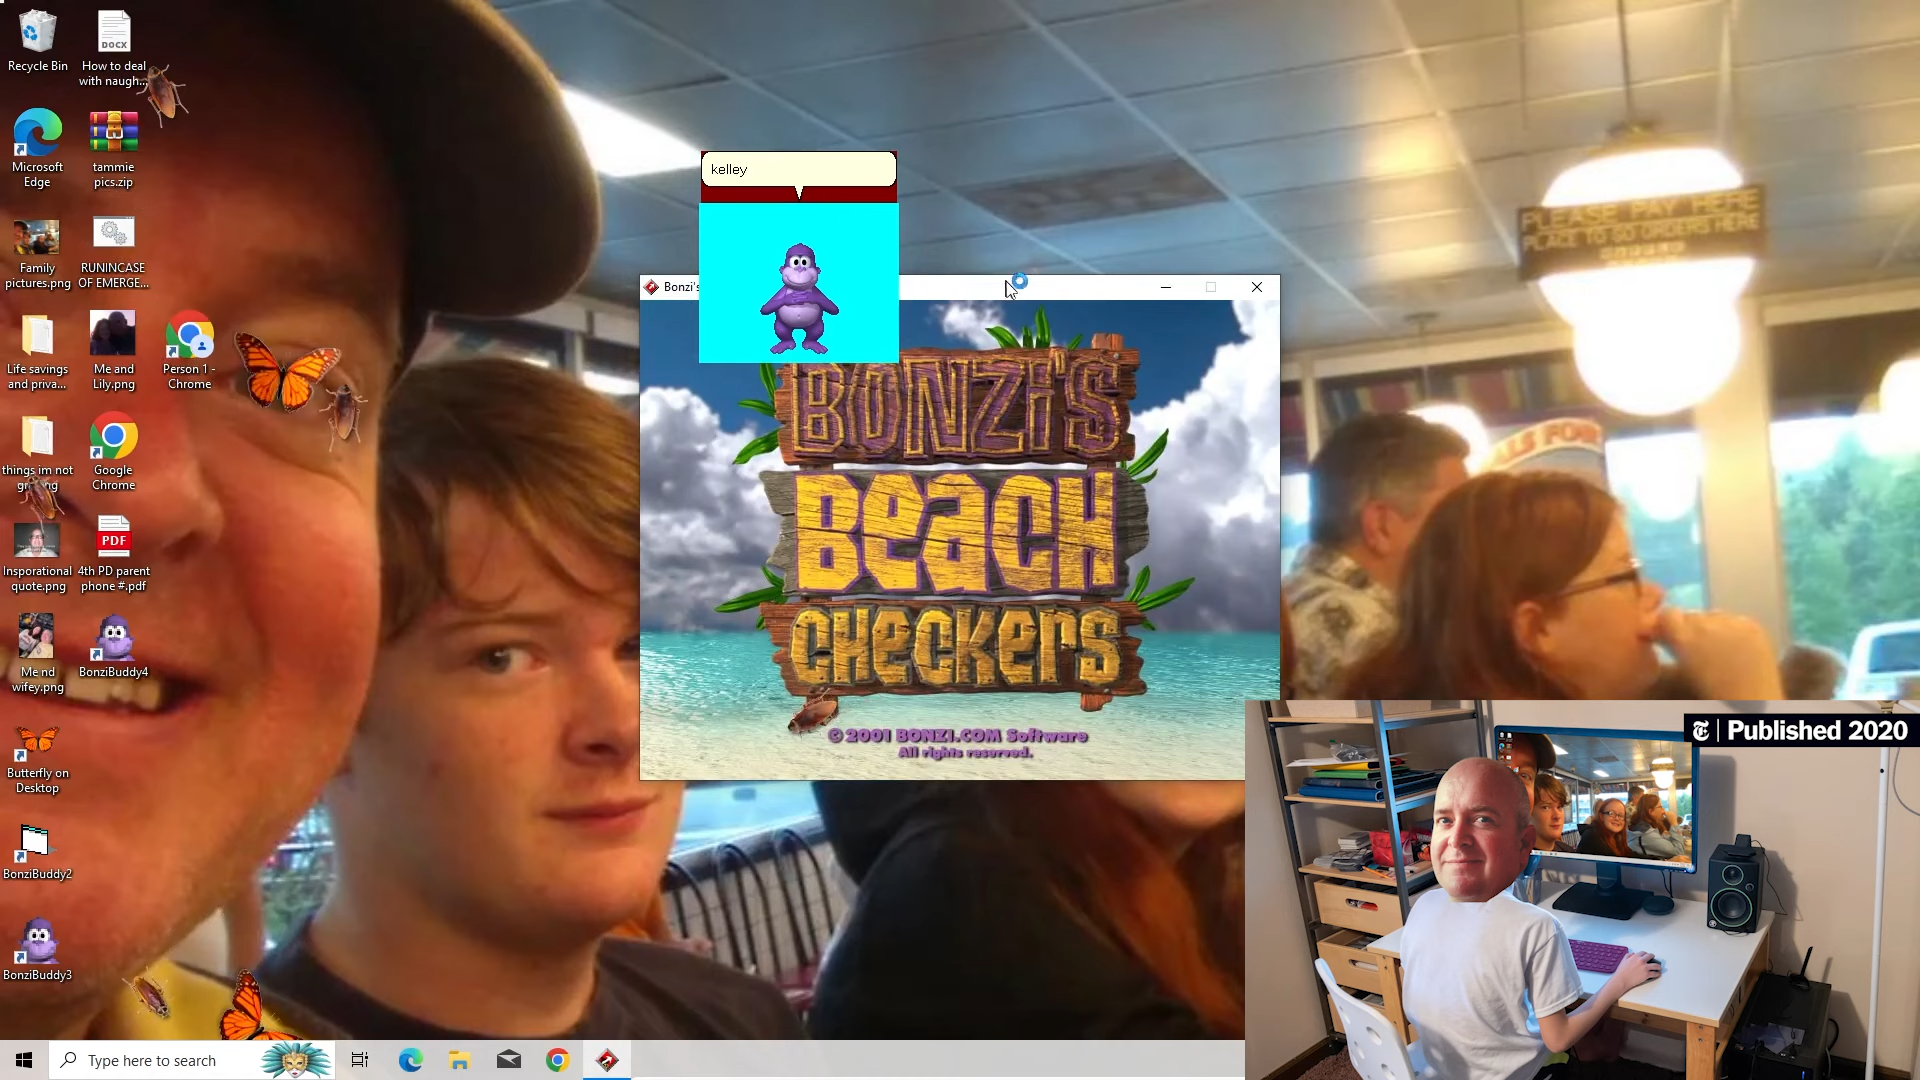 Recycle Bin
How to deal
with naugh...
Microsoft
Edge
tammie
pics.zip
Family
pictures.png
RUNINCASE
OF EMERGE...
Life savings
and priva...
Me and
Lily.png
Person 1 -
Chrome
things im not
Google
Chrome
Insporational
quote.png
4th PD parent
phone #.pdf
Me nd
wifey.png
BonziBuddy4
Butterfly on
Desktop
BonziBuddy2
BonziBuddy3
DOCX
PDF
kelley
Bonzi's
BONZI'S
BEACH
CHECKERS
© 2001 BONZI.COM Software
All rights reserved.
PLEASE PAY HERE
PLACE TO GO ORDERS HERE
T | Published 2020
Type here to search